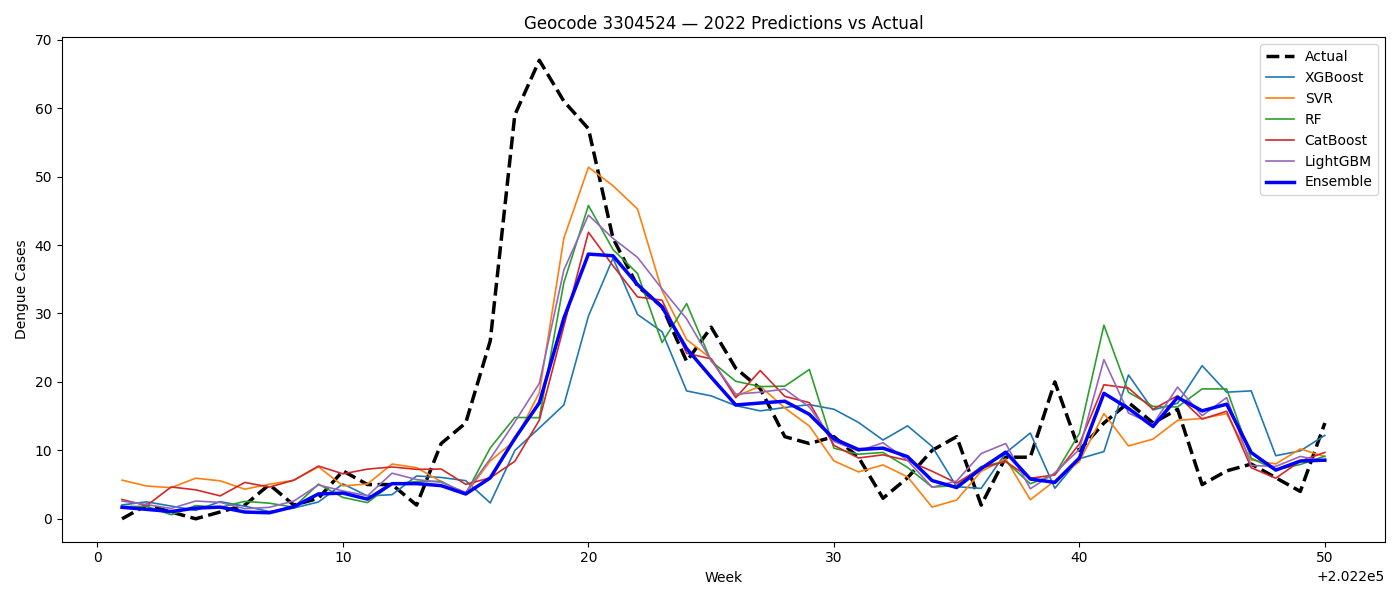 Geocode 3304524 — 2022 Predictions vs Actual
70
60
50
40
30
20
10
0
Dengue Cases
Actual
XGBoost
SVR
RF
CatBoost
LightGBM
Ensemble
0 10 20 30 40 50
Week
+2.022e5